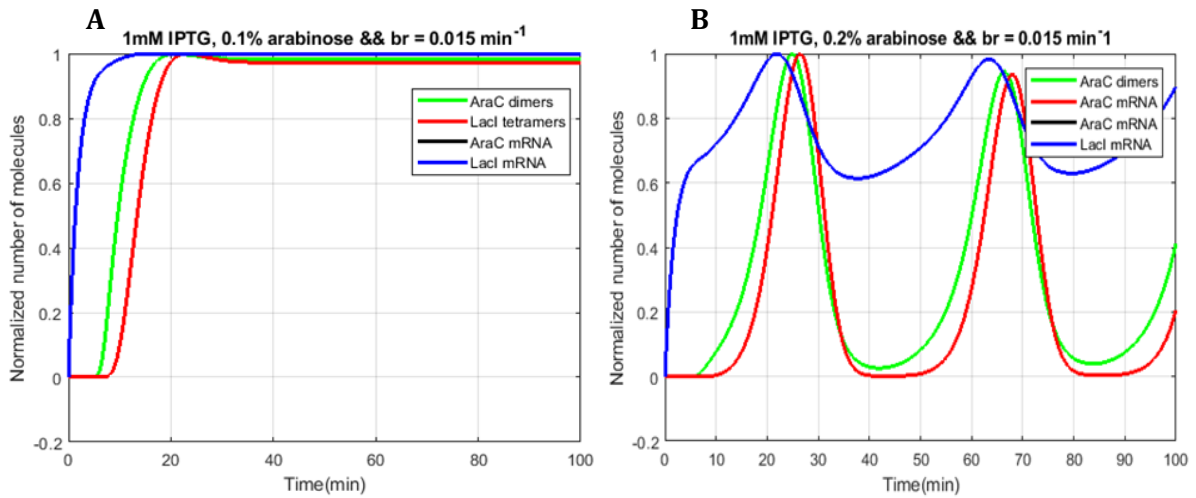 A
1mM IPTG, 0.1% arabinose && br = 0.015 min-1
Normalized number of molecules
1
0.8
0.6
0.4
0.2
0
-0.2
AraC dimers
LacI tetramers
AraC mRNA
LacI mRNA
0 20 40 60 80 100
Time(min)
B
1mM IPTG, 0.2% arabinose && br = 0.015 min-1
Normalized number of molecules
1
0.8
0.6
0.4
0.2
0
-0.2
AraC dimers
AraC mRNA
AraC mRNA
LacI mRNA
0 10 20 30 40 50 60 70 80 90 100
Time(min)